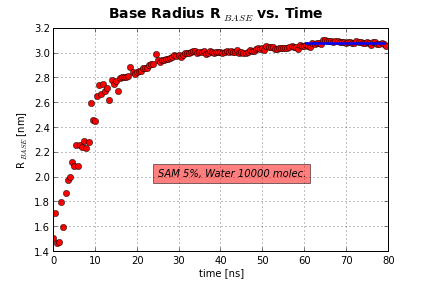 Base Radius R BASE vs. Time
3.2
3.0
2.8
2.6
2.4
2.2
2.0
1.8
1.6
1.4
R BASE [nm]
SAM 5%, Water 10000 molec.
0 10 20 30 40 50 60 70 80
time [ns]